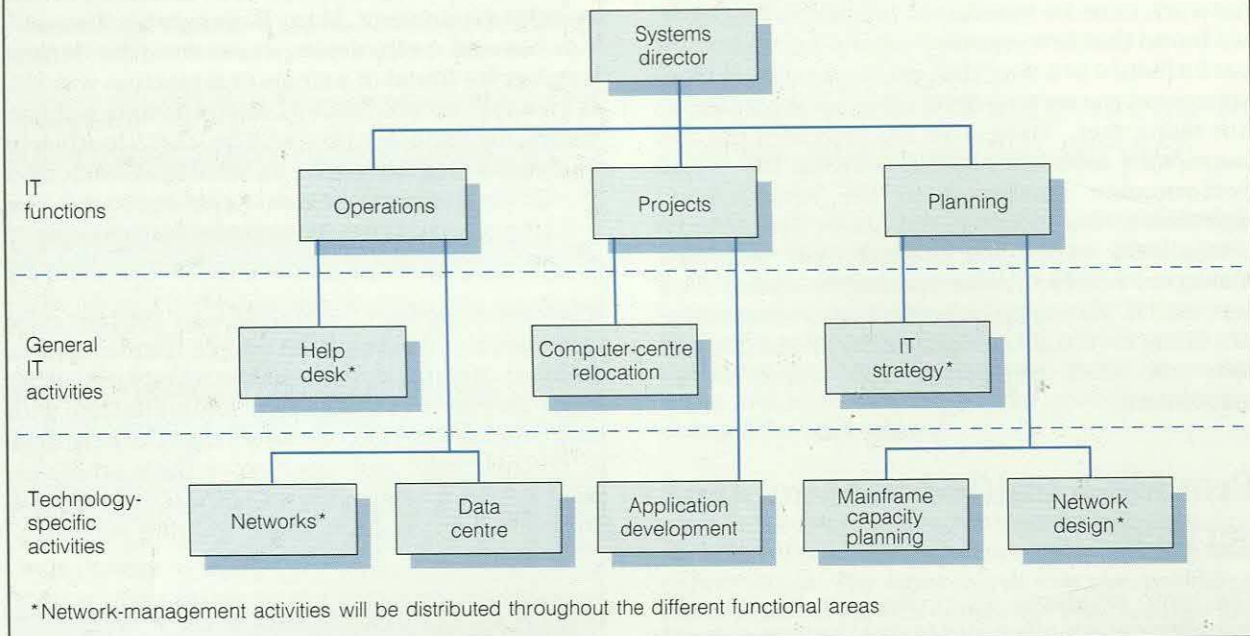 Systems
director
IT
functions
Operations
Projects
Planning
General
IT
activities
Help
desk*
Computer-centre
relocation
IT
strategy*
Technology-
specific
activities
Networks*
Data
centre
Application
development
Mainframe
capacity
planning
Network
design*
*Network-management activities will be distributed throughout the different functional areas